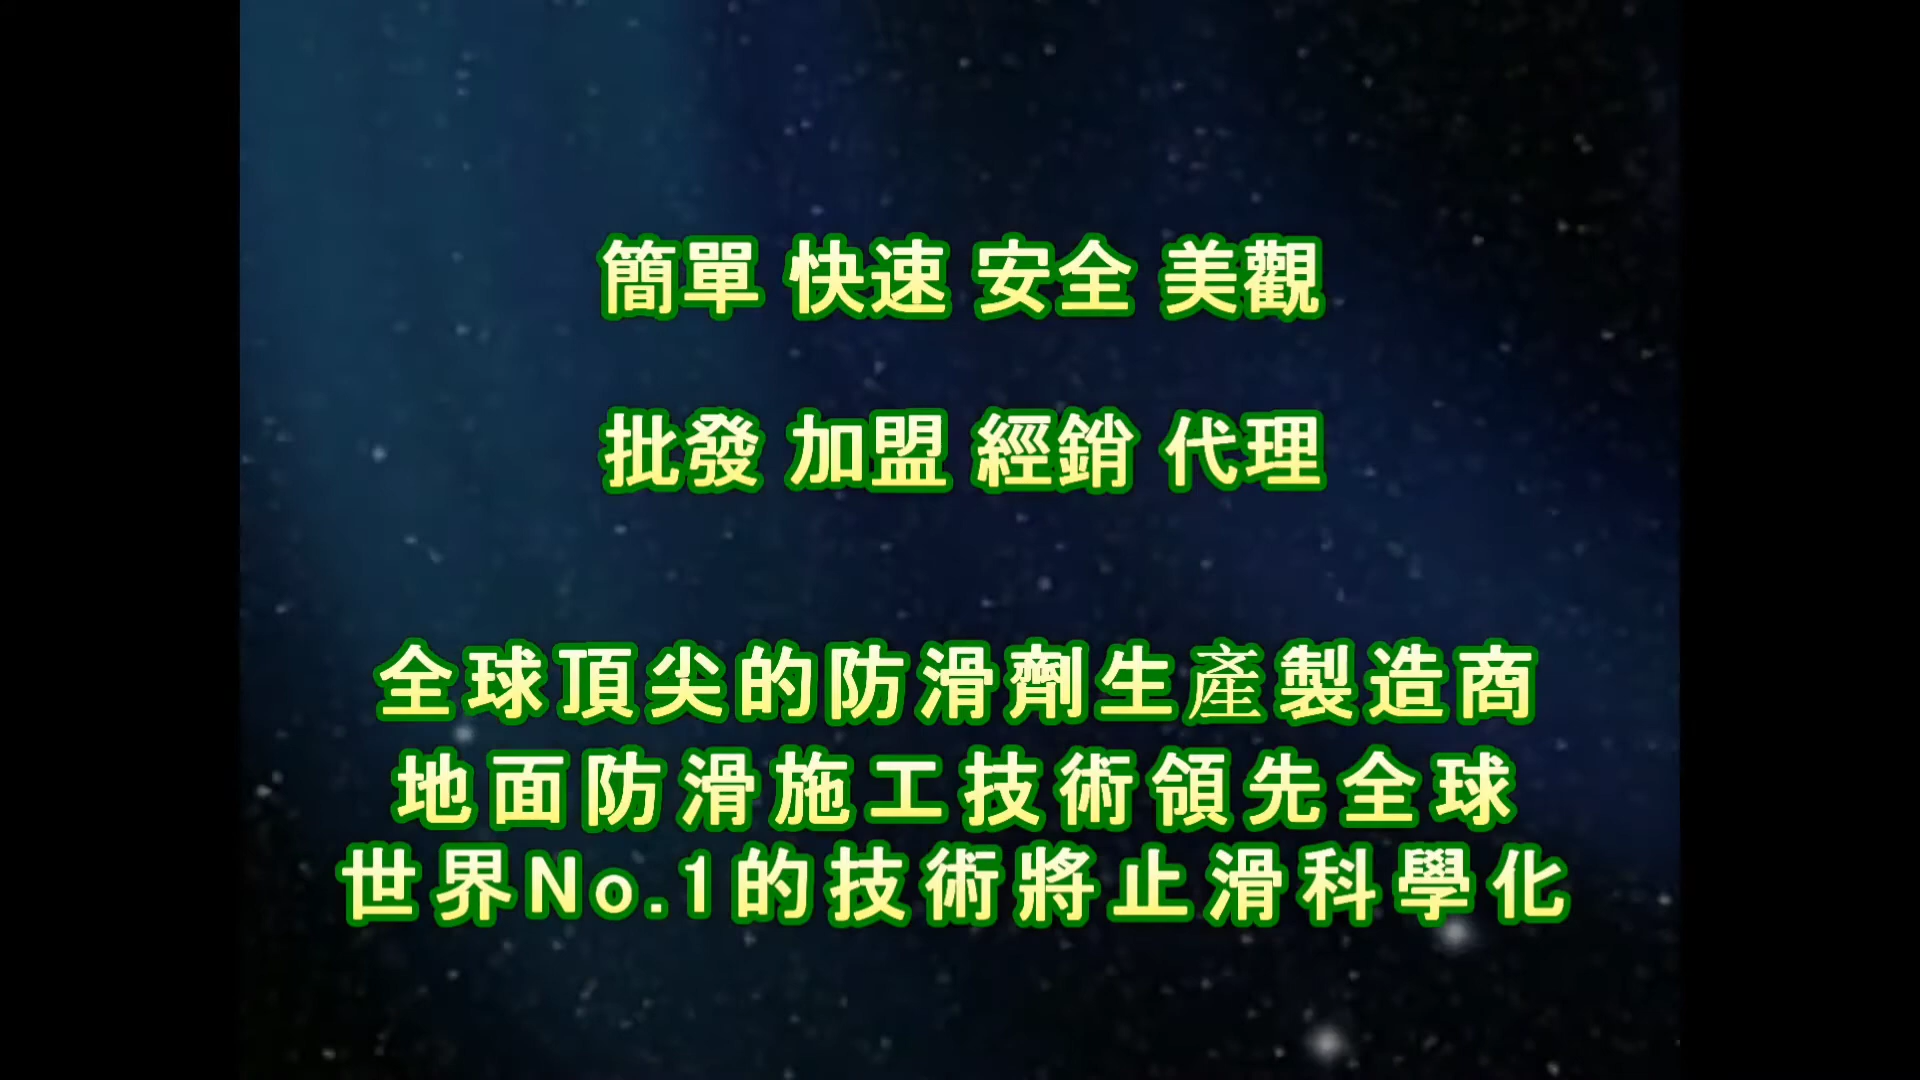 簡單 快速 安全 美觀
批發 加盟 經銷 代理
全球頂尖的防滑劑生產製造商
地面防滑施工技術領先全球
世界No.1的技術將止滑科學化